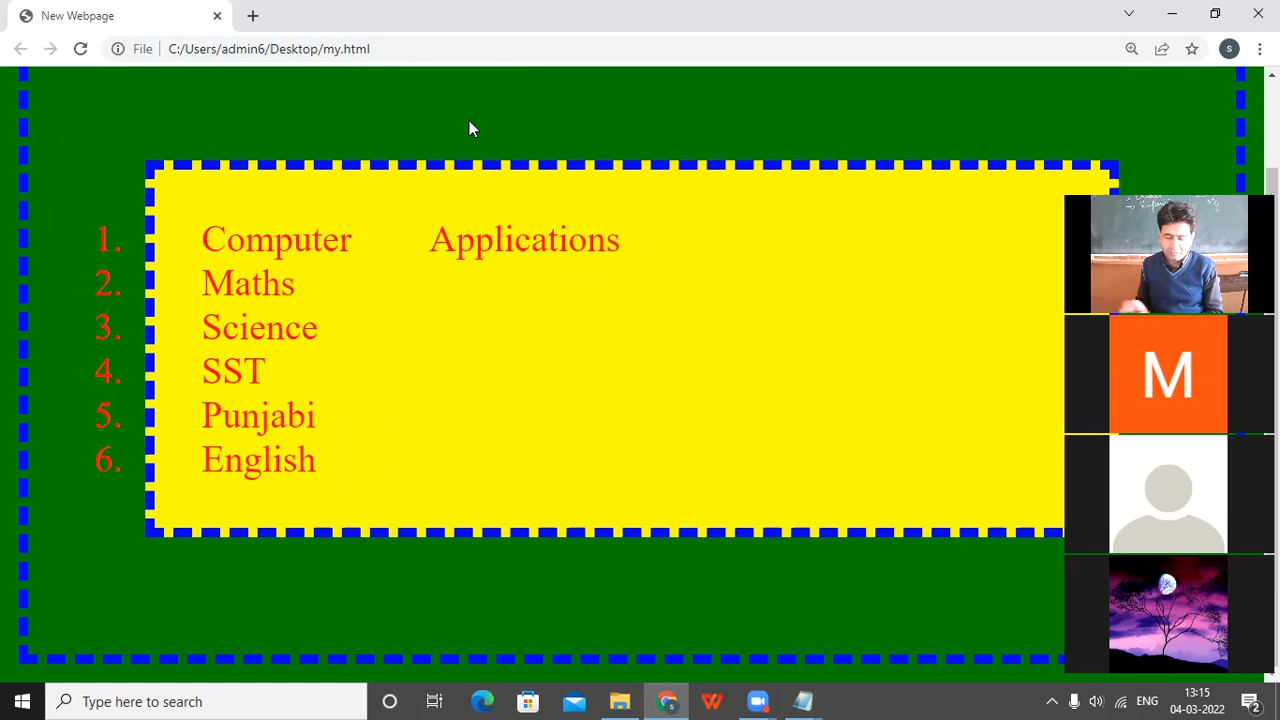 New Webpage
File C:/Users/admin6/Desktop/my.html
S
1. Computer Applications
2. Maths
3. Science
4. SST
5. Punjabi
6. English
M
Type here to search
ENG
13:15
04-03-2022
2